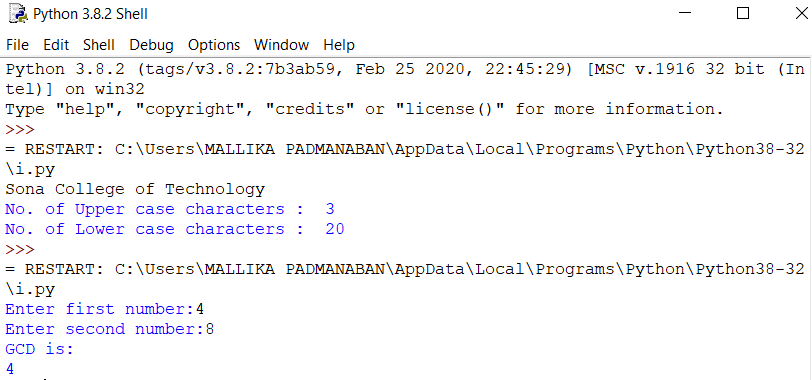 Python 3.8.2 Shell
File Edit Shell Debug Options Window Help
Python 3.8.2 (tags/v3.8.2:7b3ab59, Feb 25 2020, 22:45:29) [MSC v.1916 32 bit (In
tel)] on win32
Type "help", "copyright", "credits" or "license()" for more information.
>>>
= RESTART: C:\Users\MALLIKA PADMANABAN\AppData\Local\Programs\Python\Python38-32
\i.py
Sona College of Technology
No. of Upper case characters :  3
No. of Lower case characters :  20
>>>
= RESTART: C:\Users\MALLIKA PADMANABAN\AppData\Local\Programs\Python\Python38-32
\i.py
Enter first number:4
Enter second number:8
GCD is:
4